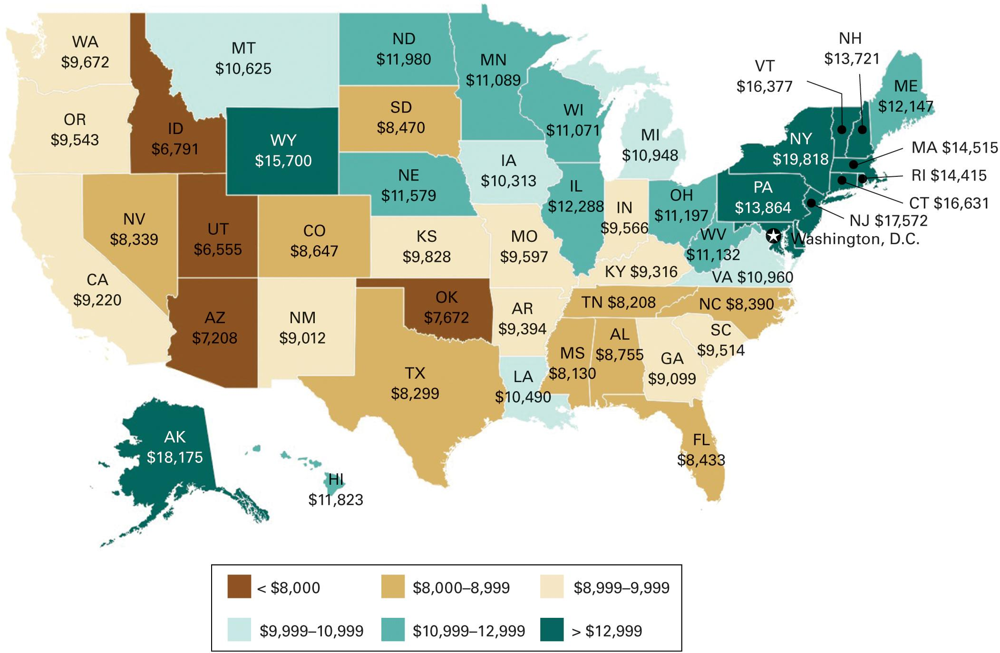 WA
$9,672
MT
$10,625
ND
$11,980
MN
$11,089
NH
$13,721
VT
$16,377
ME
$12,147
OR
$9,543
ID
$6,791
WY
$15,700
SD
$8,470
WI
$11,071
MI
$10,948
NY
$19,818
MA $14,515
RI $14,415
CT $16,631
NJ $17,572
Washington, D.C.
PA
$13,864
NE
$11,579
IA
$10,313
IL
$12,288
IN
$9,566
OH
$11,197
WV
$11,132
VA $10,960
NV
$8,339
UT
$6,555
CO
$8,647
KS
$9,828
MO
$9,597
KY $9,316
CA
$9,220
AZ
$7,208
NM
$9,012
OK
$7,672
AR
$9,394
TN $8,208
NC $8,390
SC
$9,514
MS
$8,130
AL
$8,755
GA
$9,099
TX
$8,299
LA
$10,490
FL
$8,433
AK
$18,175
HI
$11,823
< $8,000
$8,000–8,999
$8,999–9,999
$9,999–10,999
$10,999–12,999
> $12,999